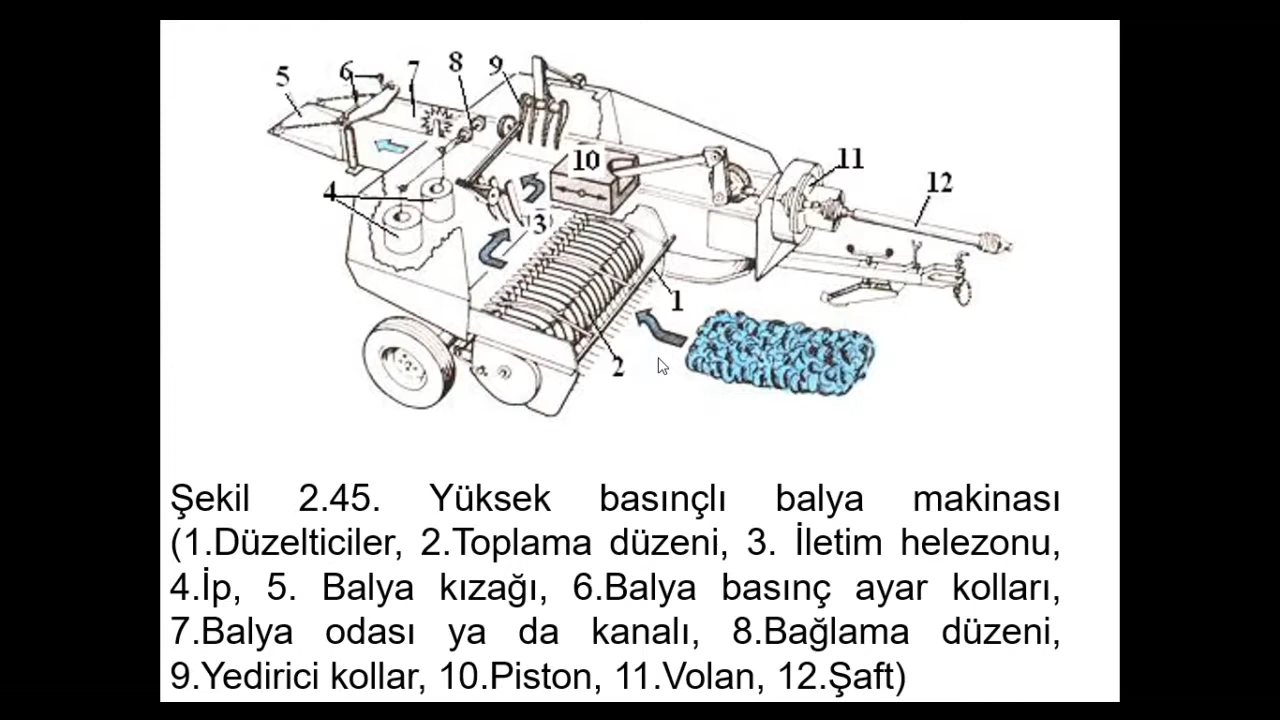 5
6
7
8
9
10
11
12
4
3
1
2
Şekil 2.45. Yüksek basınçlı balya makinası
(1.Düzelticiler, 2.Toplama düzeni, 3. İletim helezonu,
4.İp, 5. Balya kızağı, 6.Balya basınç ayar kolları,
7.Balya odası ya da kanalı, 8.Bağlama düzeni,
9.Yedirici kollar, 10.Piston, 11.Volan, 12.Şaft)